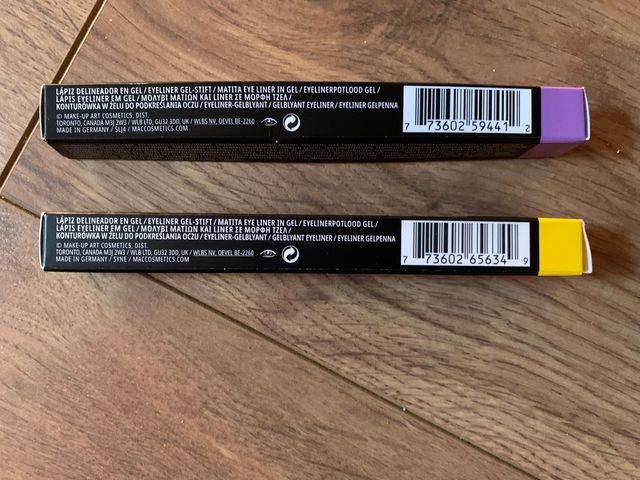 LÁPIZ DELINEADOR EN GEL / EYELINER GEL-STIFT / MATITA EYE LINER IN GEL / EYELINERPOTLOOD GEL /
LÁPIS EYELINER EM GEL / ΜΟΛΥΒΙ ΜΑΤΙΩΝ ΚΑΙ LINER ΣΕ ΜΟΡΦΗ ΤΖΕΛ /
KONTURÓWKA W ŻELU DO PODKREŚLANIA OCZU / EYELINER-GELBLYANT / GELBLYANT EYELINER / EYELINER GELPENNA
© MAKE-UP ART COSMETICS, DIST.
TORONTO, CANADA M3J 2W3 / WLB LTD, GU32 3DD, UK / WLBS NV, OEVEL BE-2260
MADE IN GERMANY / SLJ4 / MACCOSMETICS.COM
7 73602 59441 2
LÁPIZ DELINEADOR EN GEL / EYELINER GEL-STIFT / MATITA EYE LINER IN GEL / EYELINERPOTLOOD GEL /
LÁPIS EYELINER EM GEL / ΜΟΛΥΒΙ ΜΑΤΙΩΝ ΚΑΙ LINER ΣΕ ΜΟΡΦΗ ΤΖΕΛ /
KONTURÓWKA W ŻELU DO PODKREŚLANIA OCZU / EYELINER-GELBLYANT / GELBLYANT EYELINER / EYELINER GELPENNA
© MAKE-UP ART COSMETICS, DIST.
TORONTO, CANADA M3J 2W3 / WLB LTD, GU32 3DD, UK / WLBS NV, OEVEL BE-2260
MADE IN GERMANY / SYNE / MACCOSMETICS.COM
7 73602 65634 9